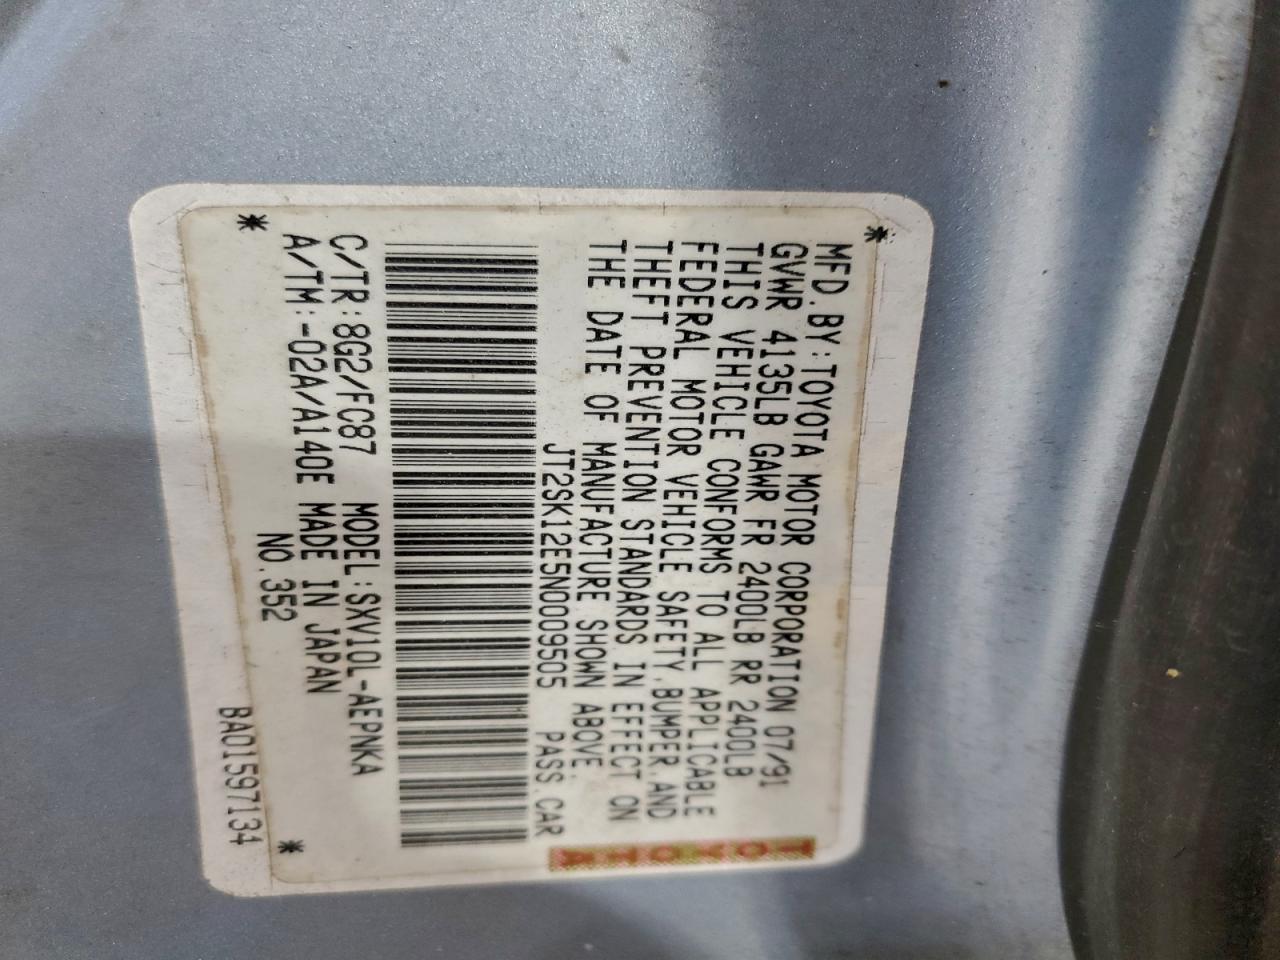 MFD. BY: TOYOTA MOTOR CORPORATION 07/91
GVWR 4135LB GAWR FR 2400LB RR 2400LB
THIS VEHICLE CONFORMS TO ALL APPLICABLE
FEDERAL MOTOR VEHICLE SAFETY, BUMPER, AND
THEFT PREVENTION STANDARDS IN EFFECT ON
THE DATE OF MANUFACTURE SHOWN ABOVE.
JT2SK12E5N0009505 PASS. CAR
C/TR: 8G2/FC87 MODEL: SXV10L-AEPNKA
A/TM: -02A/A140E MADE IN JAPAN
NO. 352
BA01597134
TOYOTA